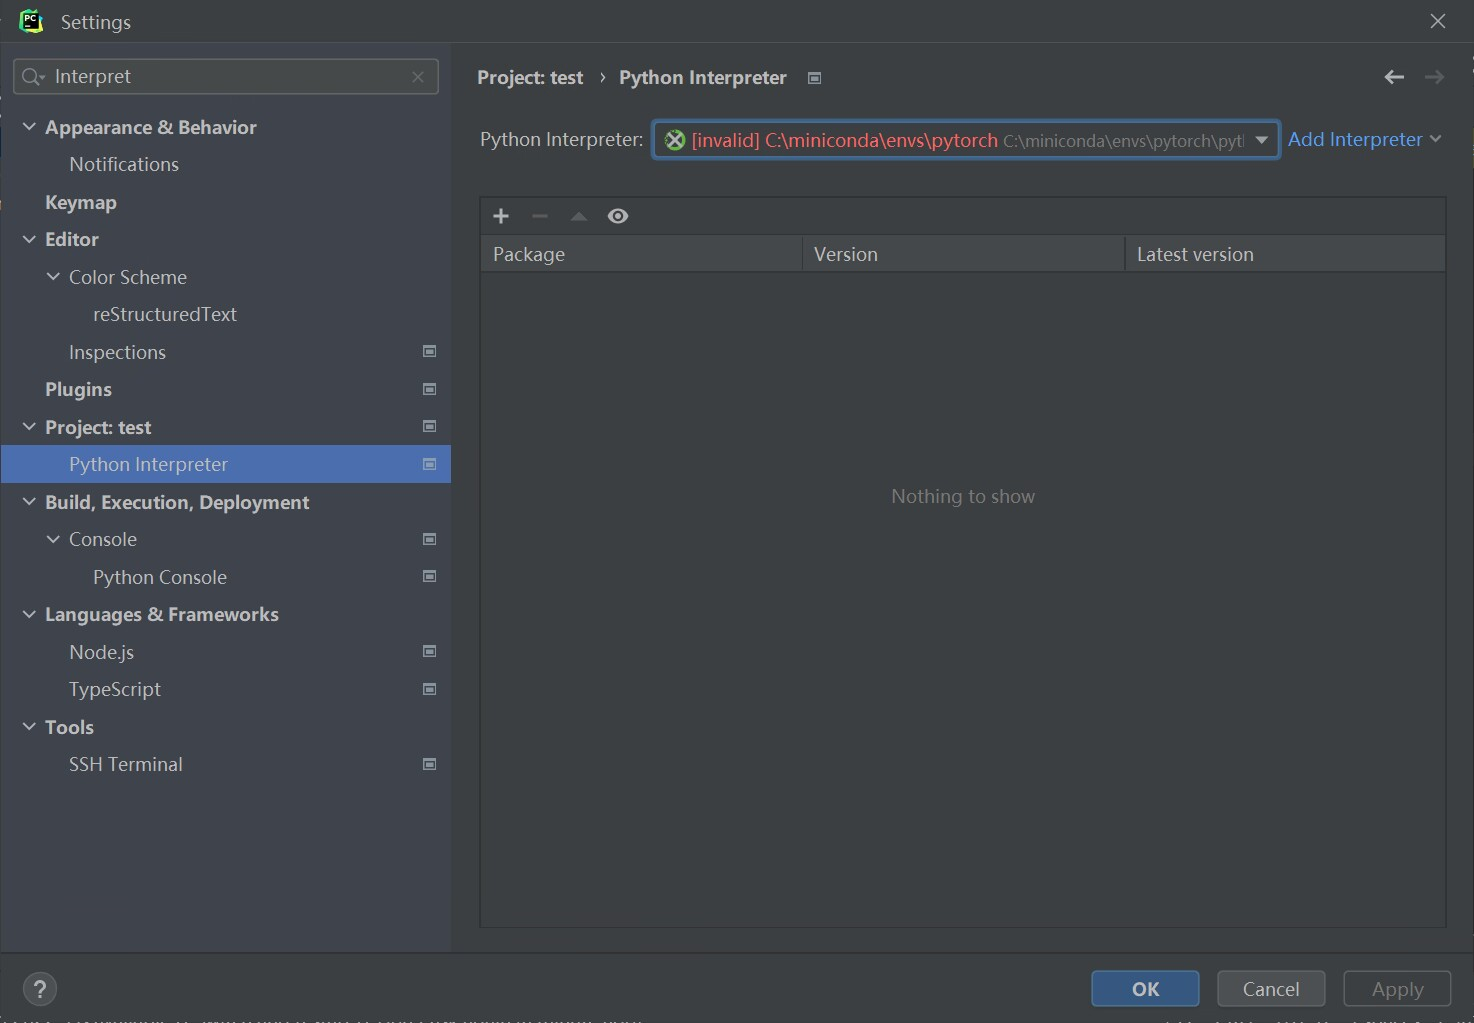 Settings
Interpret
Appearance & Behavior
Notifications
Keymap
Editor
Color Scheme
reStructuredText
Inspections
Plugins
Project: test
Python Interpreter
Build, Execution, Deployment
Console
Python Console
Languages & Frameworks
Node.js
TypeScript
Tools
SSH Terminal
Project: test › Python Interpreter
Python Interpreter: [invalid] C:\miniconda\envs\pytorch C:\miniconda\envs\pytorch\pyt Add Interpreter
Package Version Latest version
Nothing to show
? OK Cancel Apply